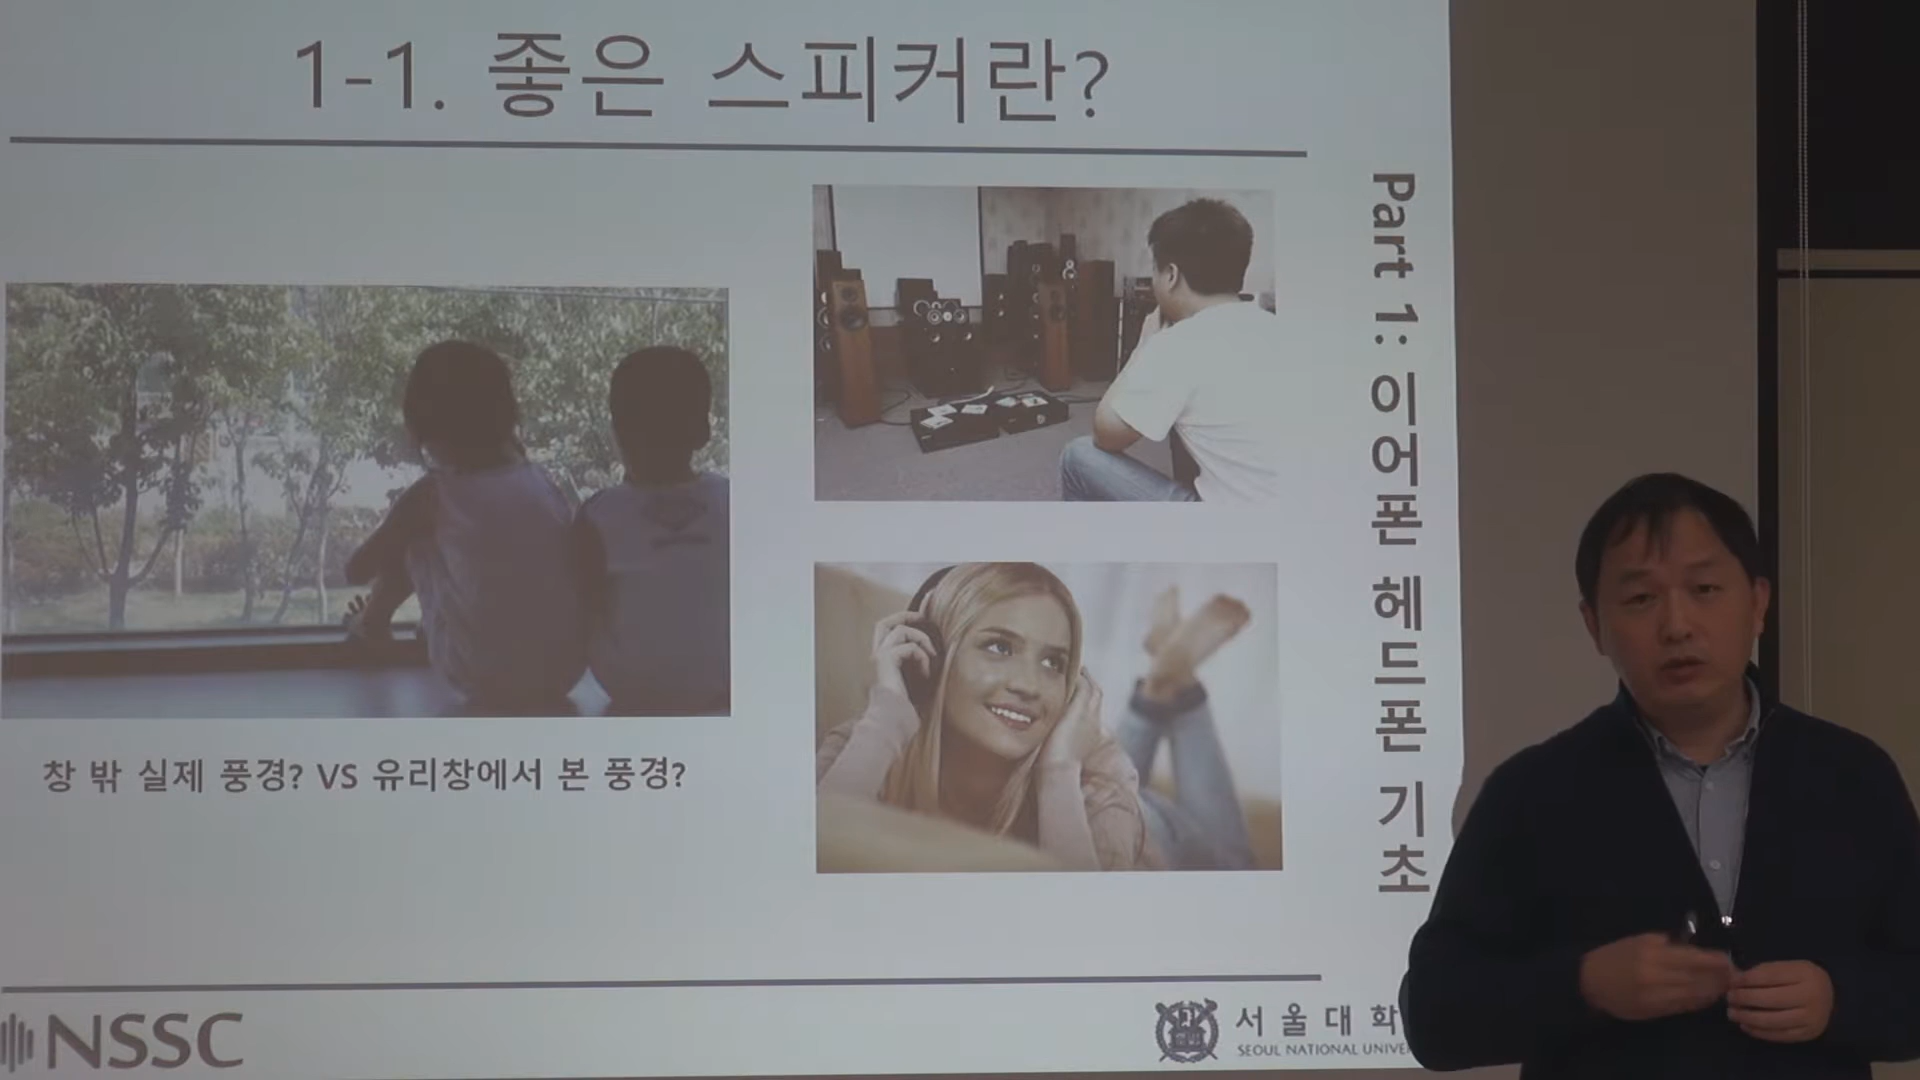 1-1. 좋은 스피커란?
Part 1: 이어폰 헤드폰 기초
창 밖 실제 풍경? VS 유리창에서 본 풍경?
NSSC
서울대학
SEOUL NATIONAL